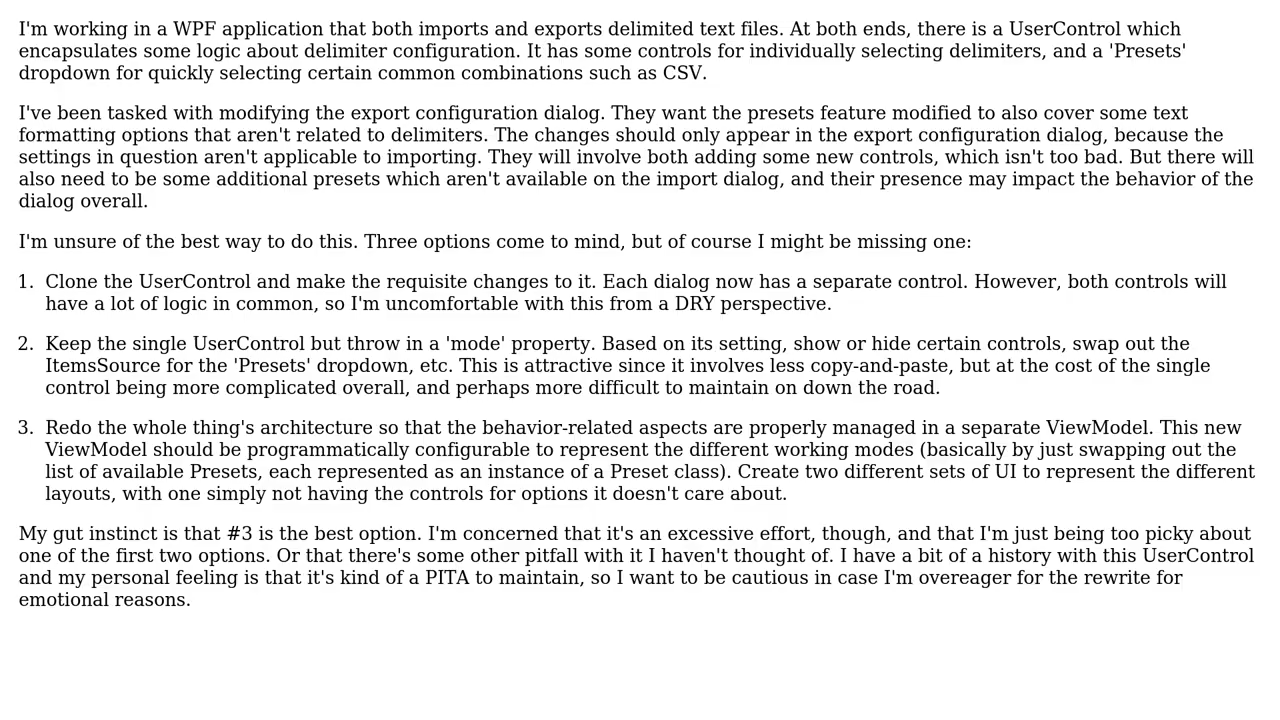 I'm working in a WPF application that both imports and exports delimited text files. At both ends, there is a UserControl which
encapsulates some logic about delimiter configuration. It has some controls for individually selecting delimiters, and a 'Presets'
dropdown for quickly selecting certain common combinations such as CSV.
I've been tasked with modifying the export configuration dialog. They want the presets feature modified to also cover some text
formatting options that aren't related to delimiters. The changes should only appear in the export configuration dialog, because the
settings in question aren't applicable to importing. They will involve both adding some new controls, which isn't too bad. But there will
also need to be some additional presets which aren't available on the import dialog, and their presence may impact the behavior of the
dialog overall.
I'm unsure of the best way to do this. Three options come to mind, but of course I might be missing one:
1. Clone the UserControl and make the requisite changes to it. Each dialog now has a separate control. However, both controls will
have a lot of logic in common, so I'm uncomfortable with this from a DRY perspective.
2. Keep the single UserControl but throw in a 'mode' property. Based on its setting, show or hide certain controls, swap out the
ItemsSource for the 'Presets' dropdown, etc. This is attractive since it involves less copy-and-paste, but at the cost of the single
control being more complicated overall, and perhaps more difficult to maintain on down the road.
3. Redo the whole thing's architecture so that the behavior-related aspects are properly managed in a separate ViewModel. This new
ViewModel should be programmatically configurable to represent the different working modes (basically by just swapping out the
list of available Presets, each represented as an instance of a Preset class). Create two different sets of UI to represent the different
layouts, with one simply not having the controls for options it doesn't care about.
My gut instinct is that #3 is the best option. I'm concerned that it's an excessive effort, though, and that I'm just being too picky about
one of the first two options. Or that there's some other pitfall with it I haven't thought of. I have a bit of a history with this UserControl
and my personal feeling is that it's kind of a PITA to maintain, so I want to be cautious in case I'm overeager for the rewrite for
emotional reasons.